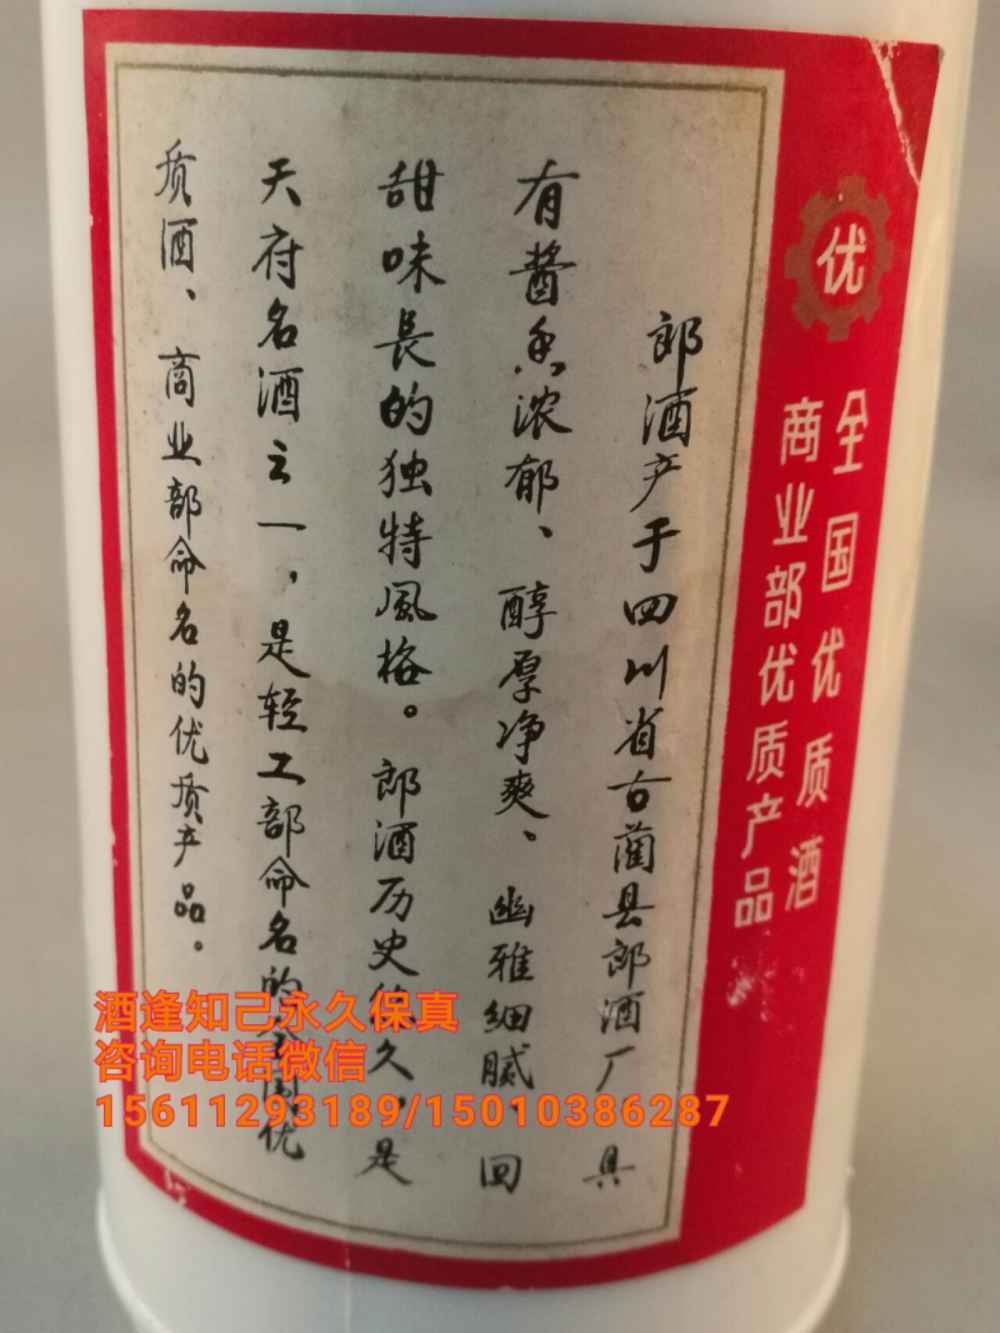 优
全国优质酒
商业部优质产品
郎酒产于四川省古蔺县郎酒厂,具
有酱香浓郁、醇厚净爽、幽雅细腻、回
甜味長的独特風格。郎酒历史悠久,是
天府名酒之一,是轻工部命名的全国优
质酒、商业部命名的优质产品。
酒逢知己永久保真
咨询电话微信
15611293189/15010386287